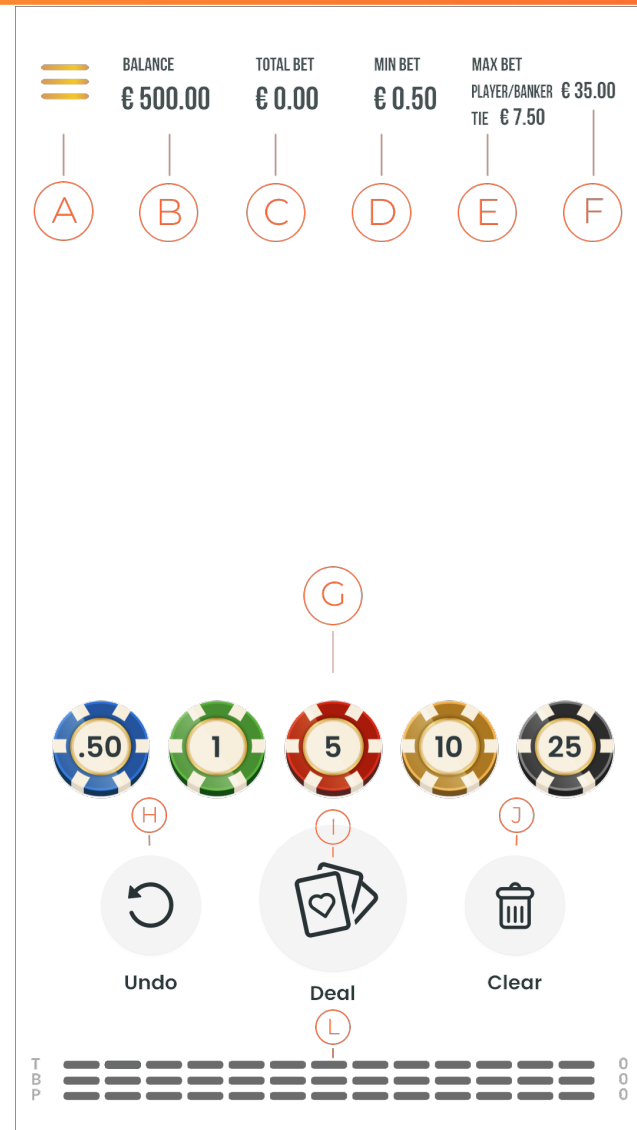 BALANCE TOTAL BET MIN BET MAX BET
€ 500.00 € 0.00 € 0.50 PLAYER/BANKER € 35.00
TIE € 7.50
A B C D E F
G
.50 1 5 10 25
H I J
Undo Deal Clear
L
T 0
B 0
P 0